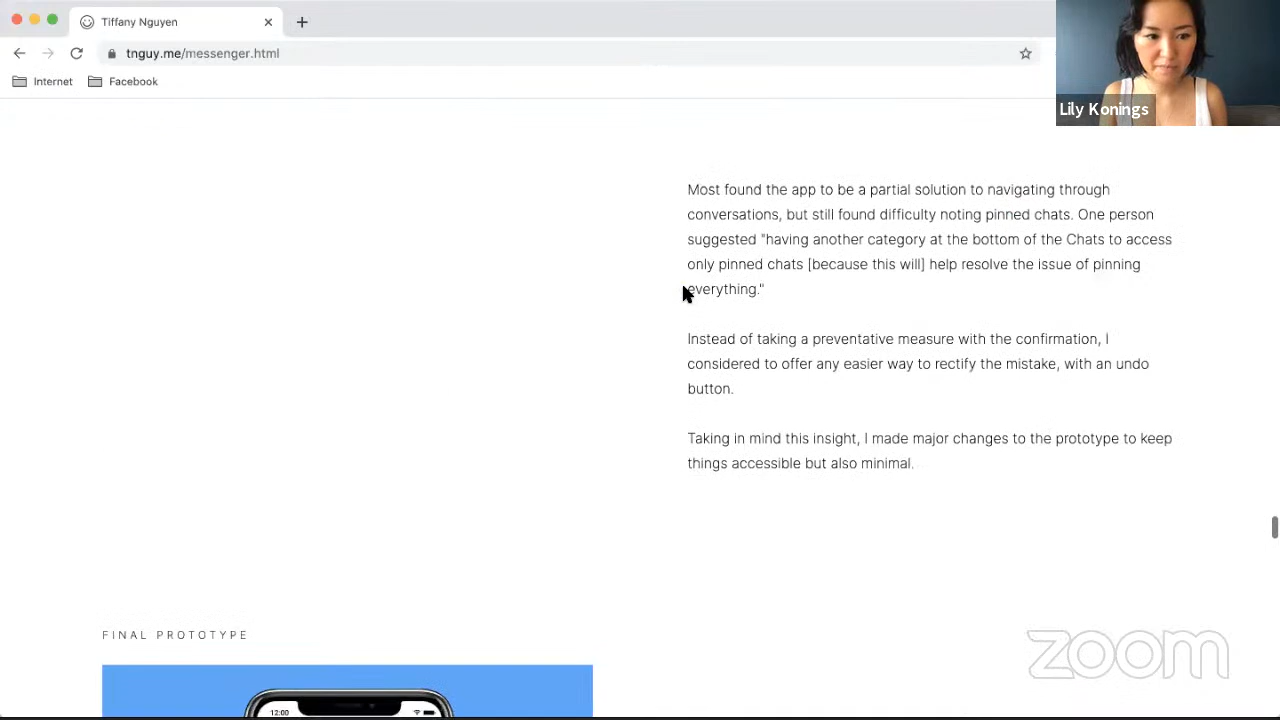 Tiffany Nguyen
tnguy.me/messenger.html
Internet
Facebook
Lily Konings
Most found the app to be a partial solution to navigating through
conversations, but still found difficulty noting pinned chats. One person
suggested "having another category at the bottom of the Chats to access
only pinned chats [because this will] help resolve the issue of pinning
everything."
Instead of taking a preventative measure with the confirmation, I
considered to offer any easier way to rectify the mistake, with an undo
button.
Taking in mind this insight, I made major changes to the prototype to keep
things accessible but also minimal.
FINAL PROTOTYPE
12:00
zoom